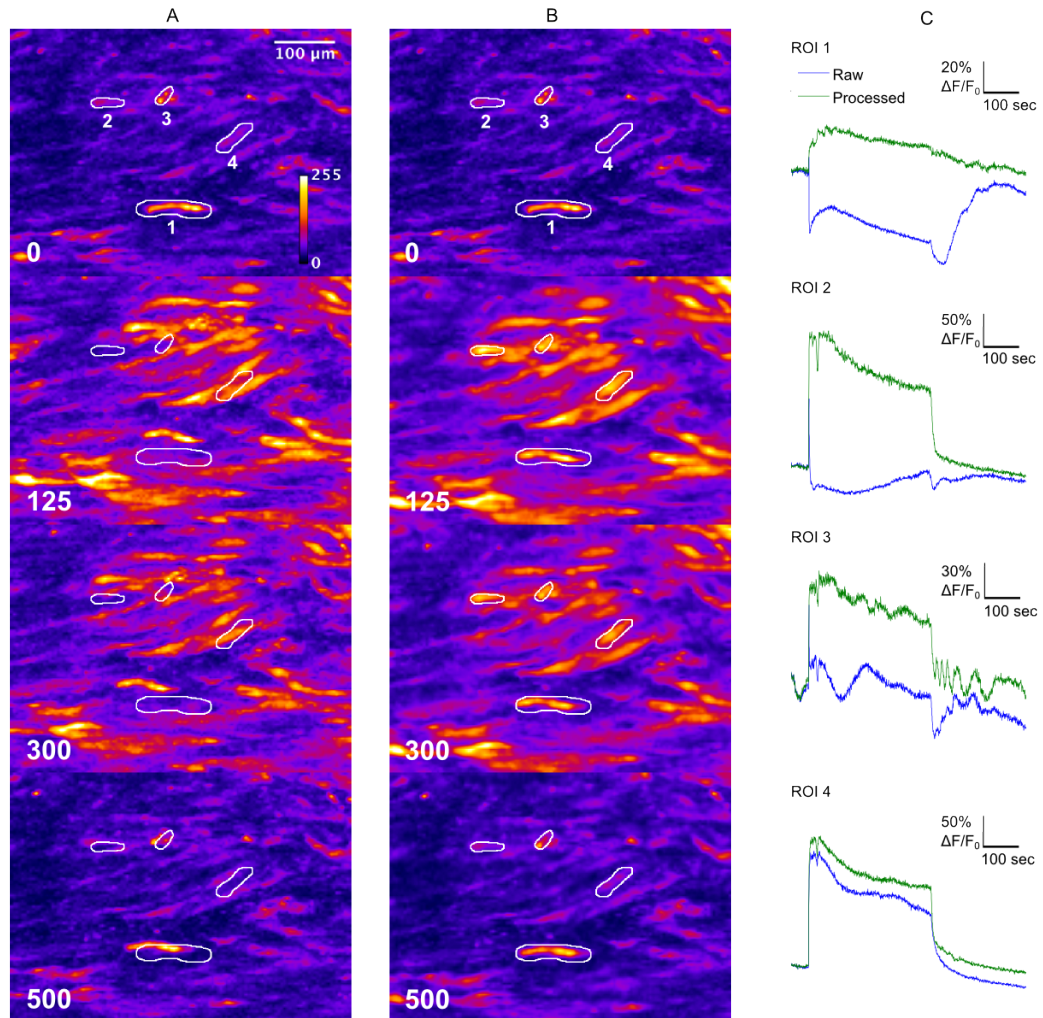 A
100 µm
2
3
4
255
1
0
0
125
300
500
B
2
3
4
1
0
125
300
500
C
ROI 1
Raw
Processed
20%
ΔF/F₀
100 sec
ROI 2
50%
ΔF/F₀
100 sec
ROI 3
30%
ΔF/F₀
100 sec
ROI 4
50%
ΔF/F₀
100 sec